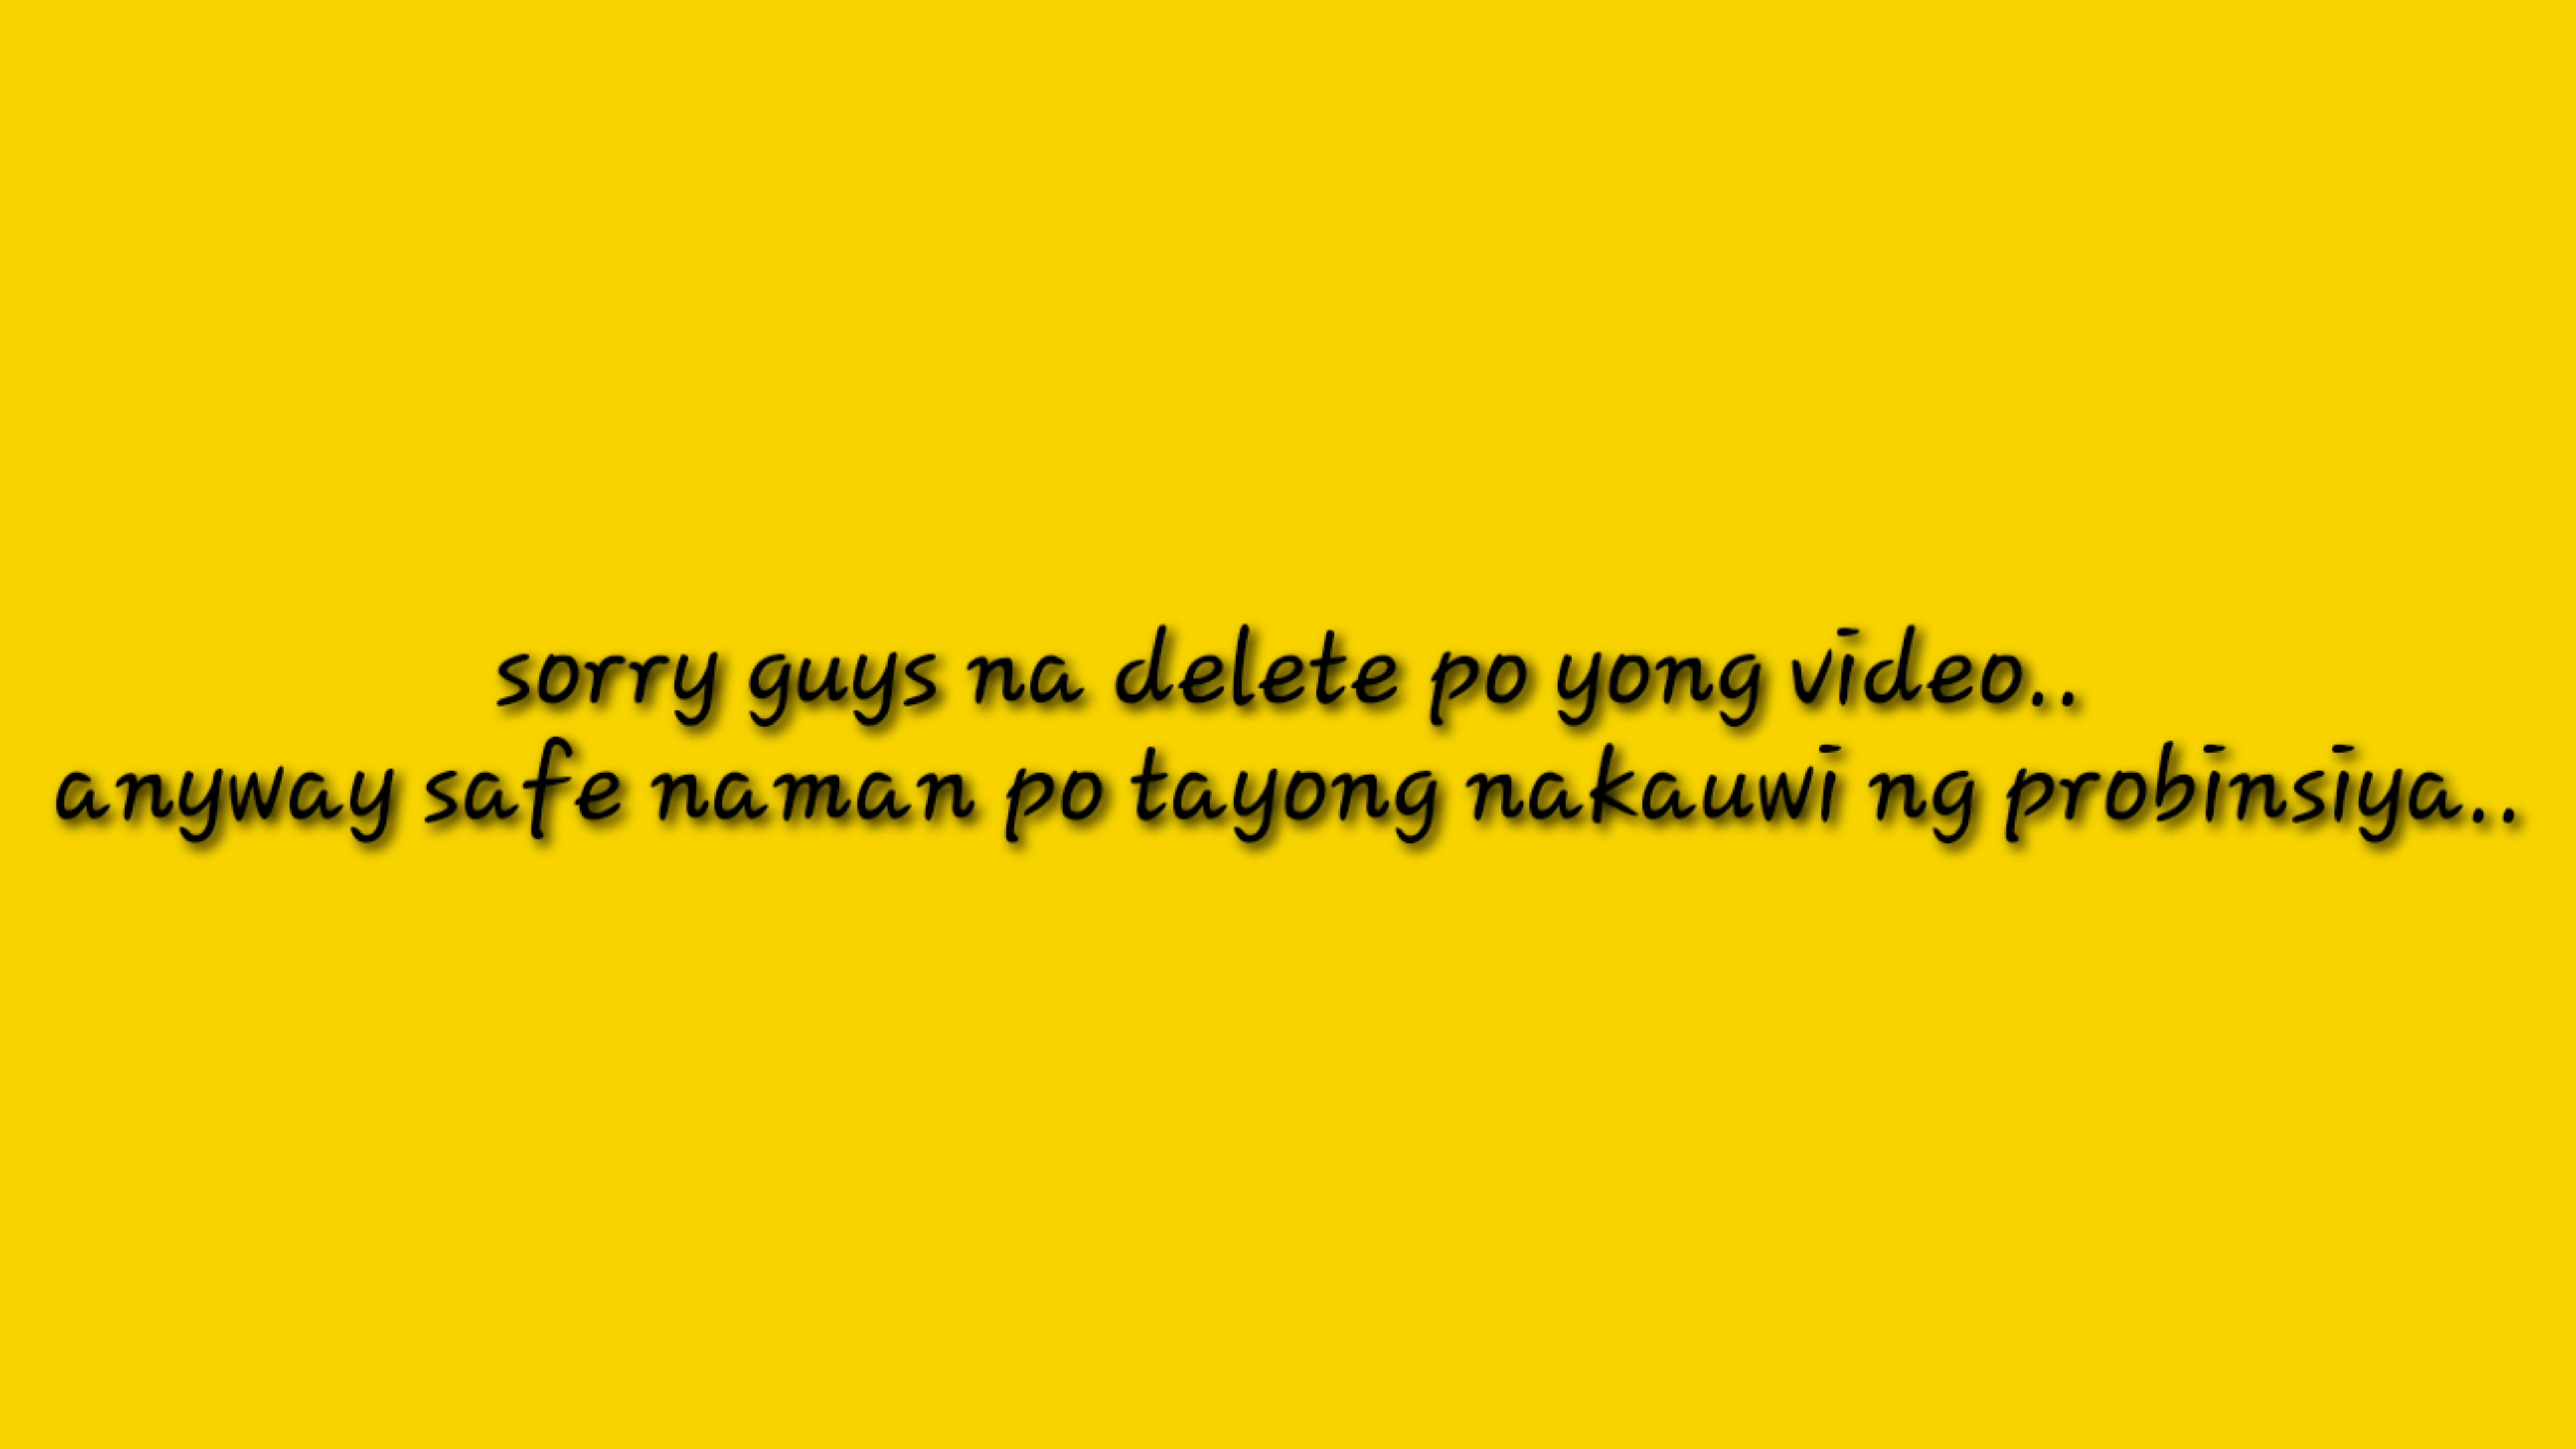 sorry guys na delete po yong video..
anyway safe naman po tayong nakauwi ng probinsiya..